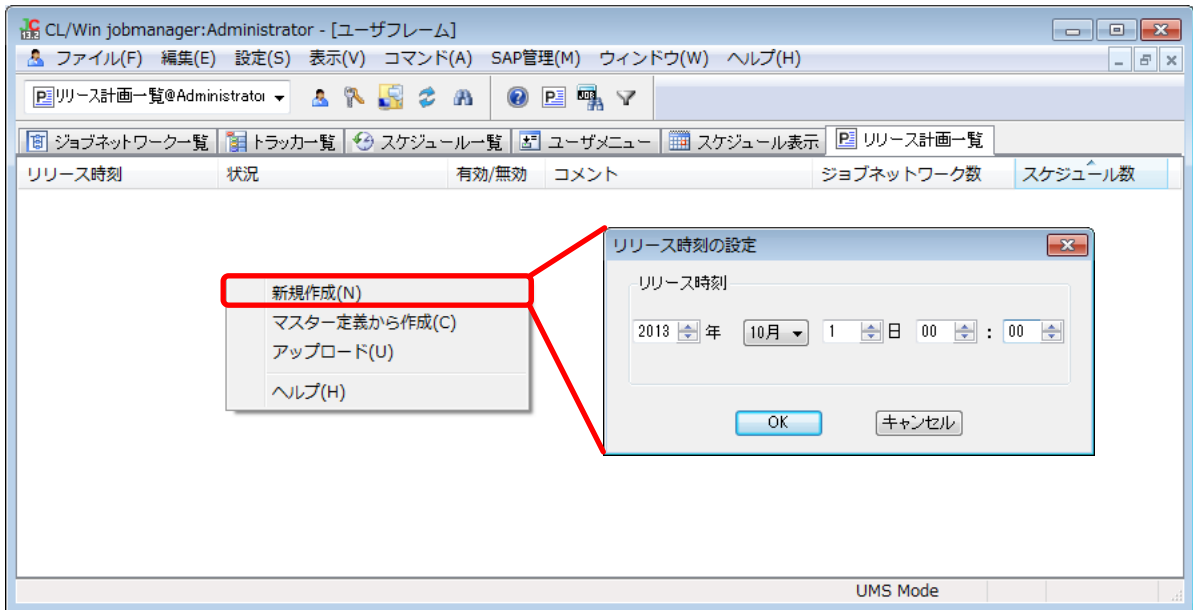 CL/Win jobmanager:Administrator - [ユーザフレーム]
ファイル(F) 編集(E) 設定(S) 表示(V) コマンド(A) SAP管理(M) ウィンドウ(W) ヘルプ(H)
リリース計画一覧@Administrator
ジョブネットワーク一覧 トラッカ一覧 スケジュール一覧 ユーザメニュー スケジュール表示 リリース計画一覧
リリース時刻 状況 有効/無効 コメント ジョブネットワーク数 スケジュール数
新規作成(N)
マスター定義から作成(C)
アップロード(U)
ヘルプ(H)
リリース時刻の設定
リリース時刻
2013 年 10月 1 日 00 : 00
OK キャンセル
UMS Mode